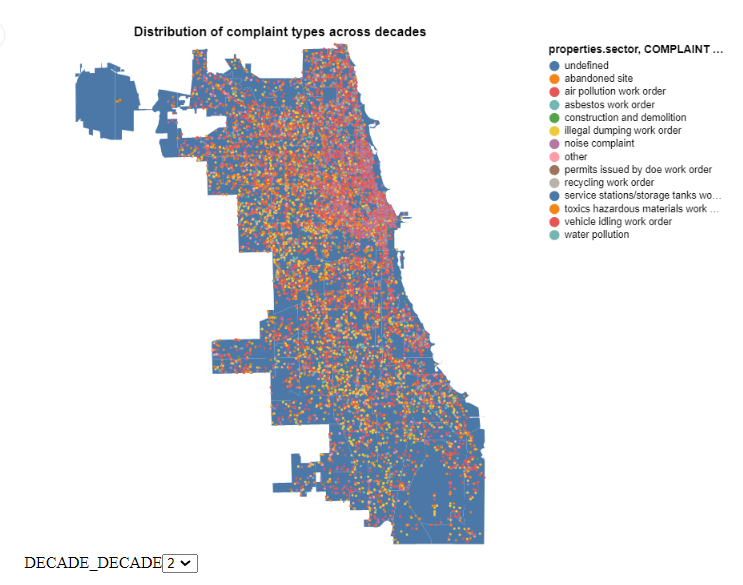 Distribution of complaint types across decades
properties.sector, COMPLAINT …
undefined
abandoned site
air pollution work order
asbestos work order
construction and demolition
illegal dumping work order
noise complaint
other
permits issued by doe work order
recycling work order
service stations/storage tanks wo…
toxics hazardous materials work …
vehicle idling work order
water pollution
DECADE_DECADE 2